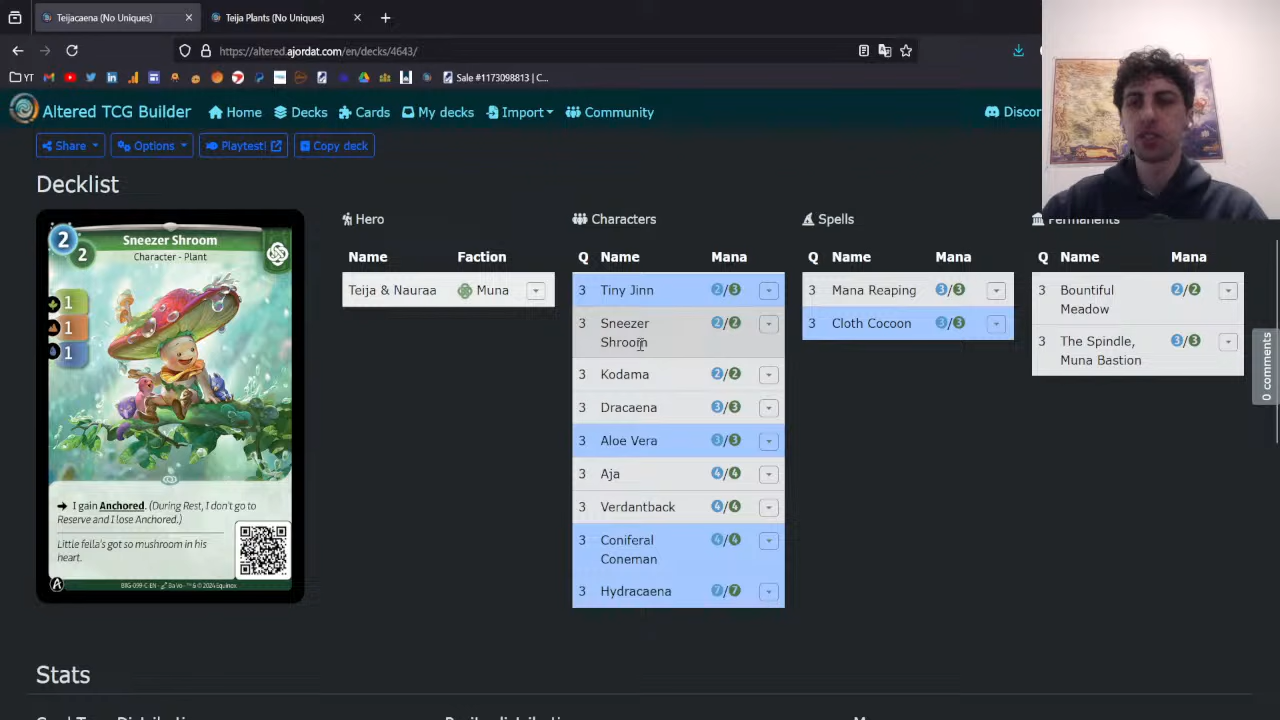 Teijacaena (No Uniques)
Teija Plants (No Uniques)
https://altered.ajordat.com/en/decks/4643/
YT
Sale #1173098813 | C...
Altered TCG Builder
Home
Decks
Cards
My decks
Import
Community
Discor
Share
Options
Playtest!
Copy deck
Decklist
2
2
Sneezer Shroom
Character - Plant
1
1
1
I gain Anchored. (During Rest, I don't go to
Reserve and I lose Anchored.)
Little fella's got so mushroom in his
heart.
Hero
Name Faction
Teija & Nauraa Muna
Characters
Q Name Mana
3 Tiny Jinn 2/3
3 Sneezer Shroom 2/2
3 Kodama 2/2
3 Dracaena 3/3
3 Aloe Vera 3/3
3 Aja 4/4
3 Verdantback 4/4
3 Coniferal Coneman 4/4
3 Hydracaena 7/7
Spells
Q Name Mana
3 Mana Reaping 3/3
3 Cloth Cocoon 3/3
Permanents
Q Name Mana
3 Bountiful Meadow 2/2
3 The Spindle, Muna Bastion 3/3
0 comments
Stats